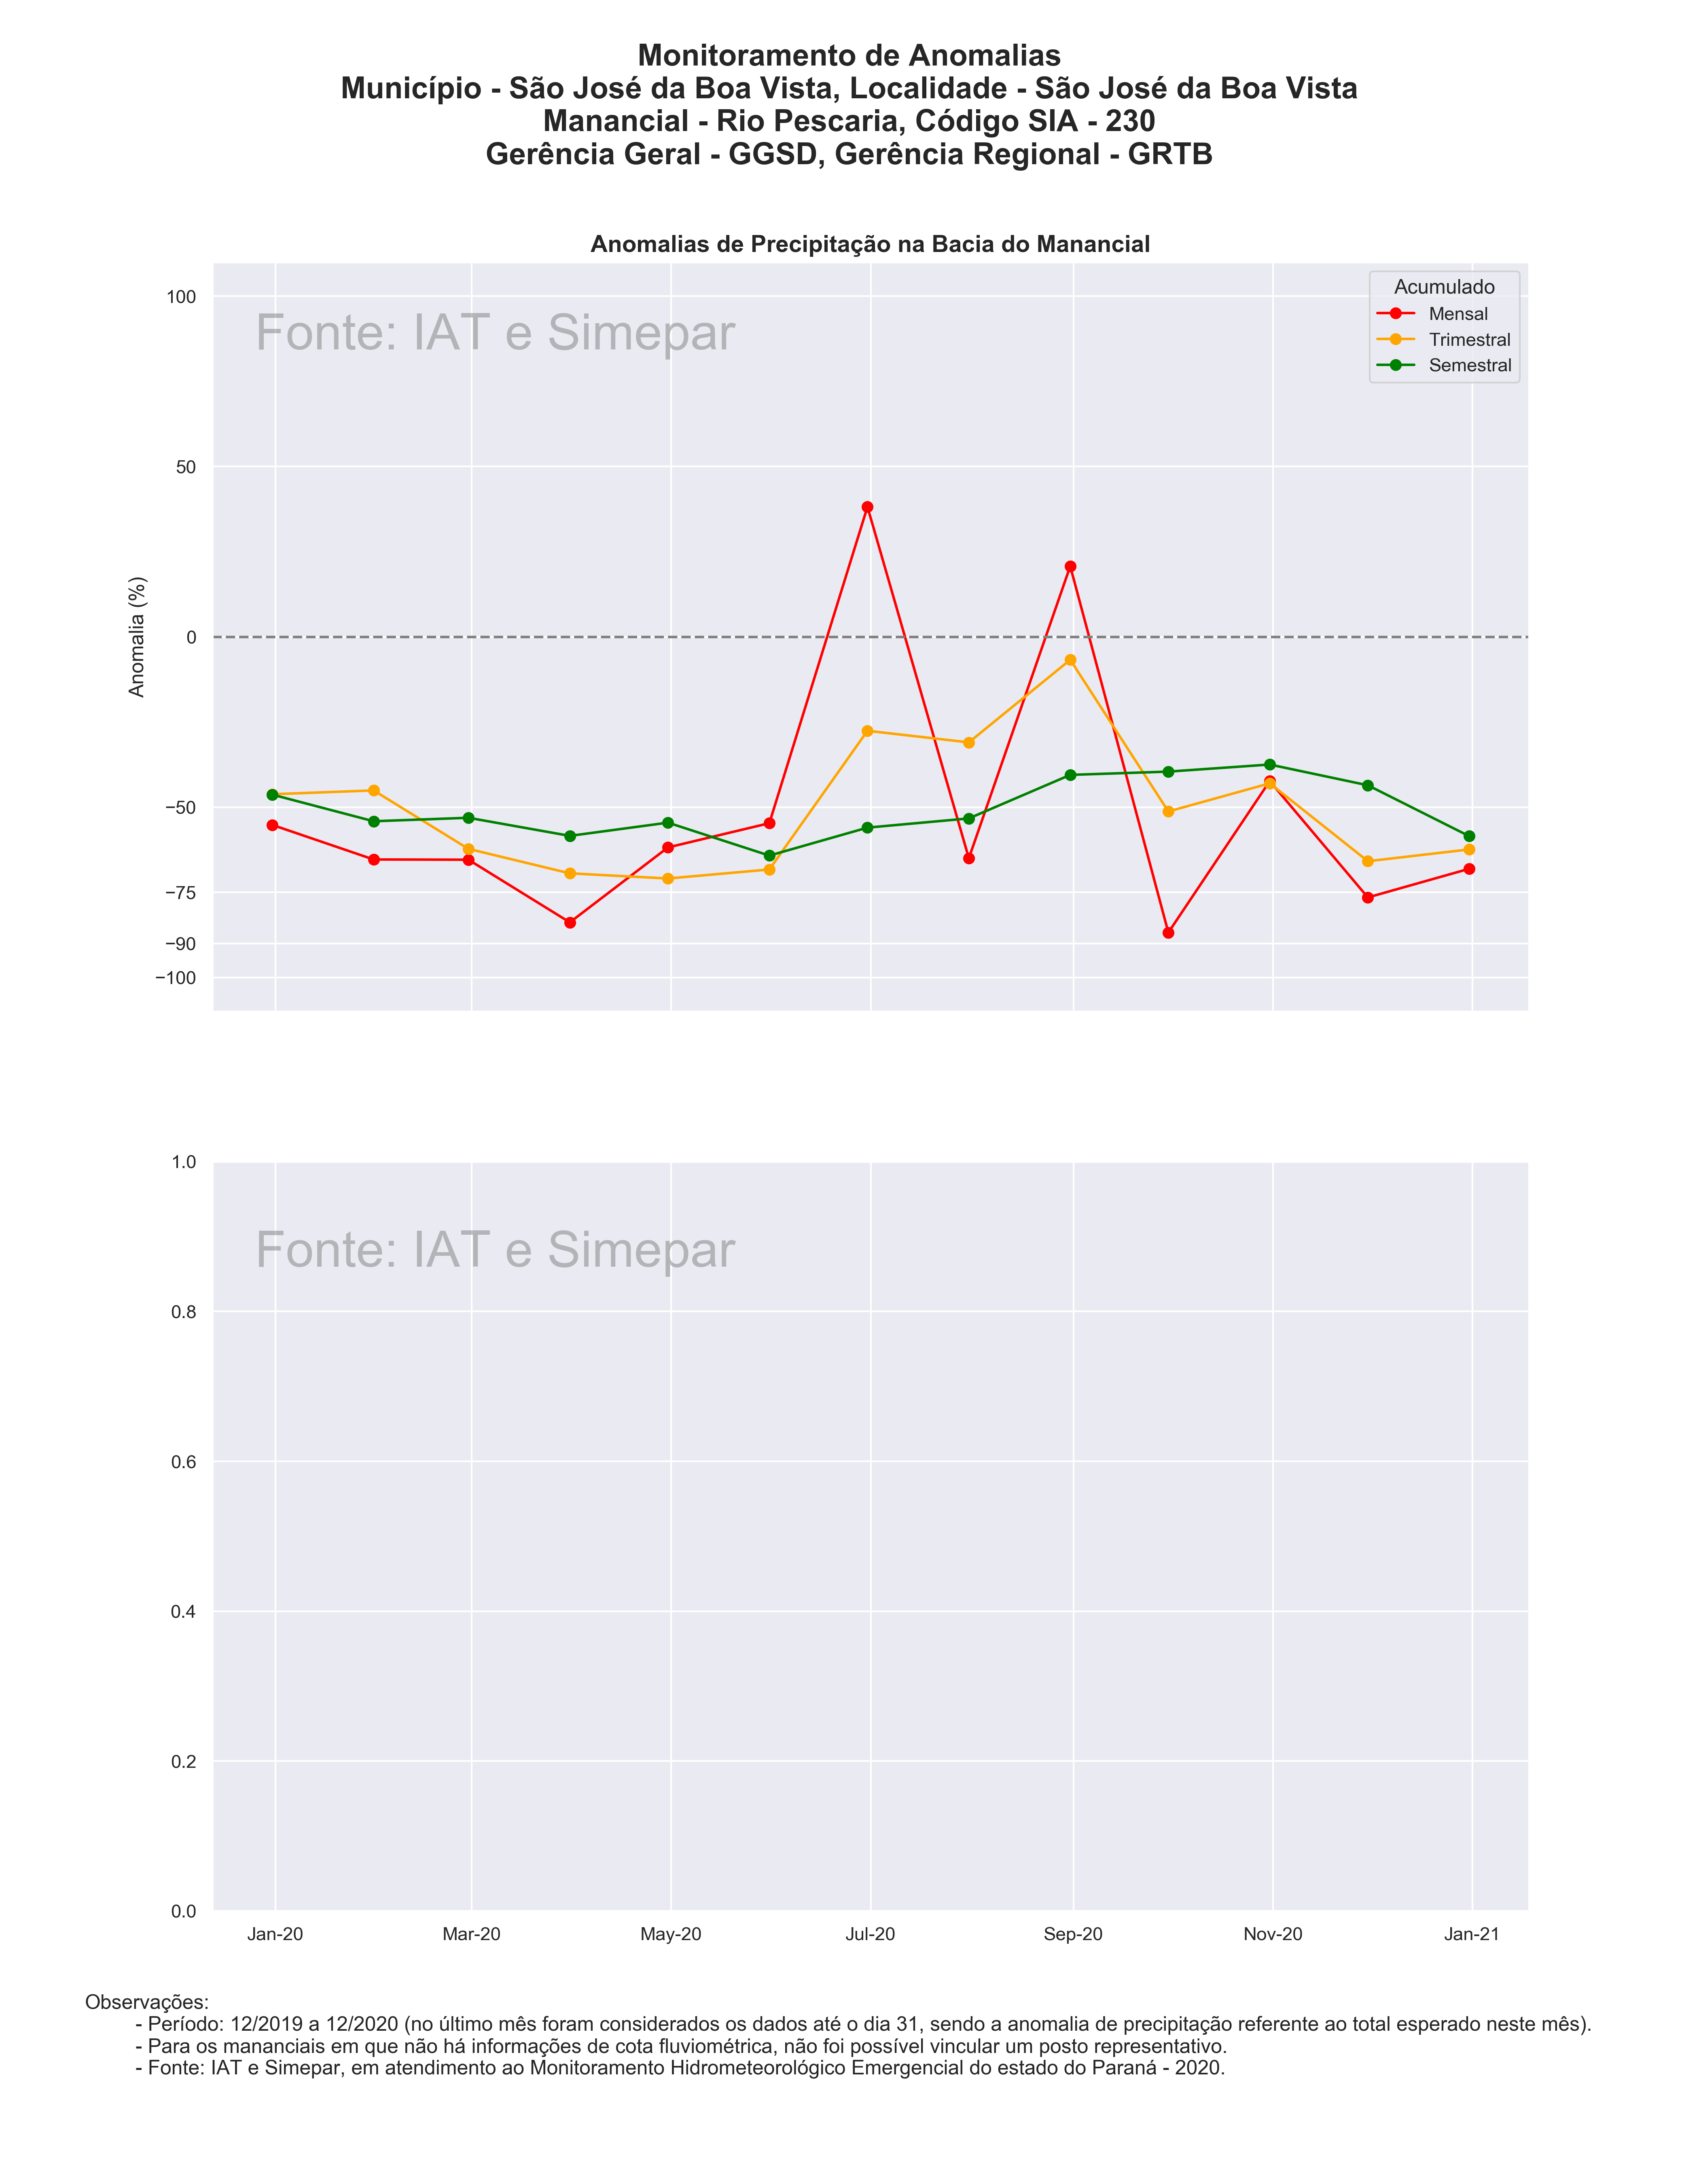 Monitoramento de Anomalias
Município - São José da Boa Vista, Localidade - São José da Boa Vista
Manancial - Rio Pescaria, Código SIA - 230
Gerência Geral - GGSD, Gerência Regional - GRTB
Anomalias de Precipitação na Bacia do Manancial
Fonte: IAT e Simepar
Acumulado
Mensal
Trimestral
Semestral
Anomalia (%)
100
50
0
−50
−75
−90
−100
Fonte: IAT e Simepar
1.0
0.8
0.6
0.4
0.2
0.0
Jan-20 Mar-20 May-20 Jul-20 Sep-20 Nov-20 Jan-21
Observações:
- Período: 12/2019 a 12/2020 (no último mês foram considerados os dados até o dia 31, sendo a anomalia de precipitação referente ao total esperado neste mês).
- Para os mananciais em que não há informações de cota fluviométrica, não foi possível vincular um posto representativo.
- Fonte: IAT e Simepar, em atendimento ao Monitoramento Hidrometeorológico Emergencial do estado do Paraná - 2020.